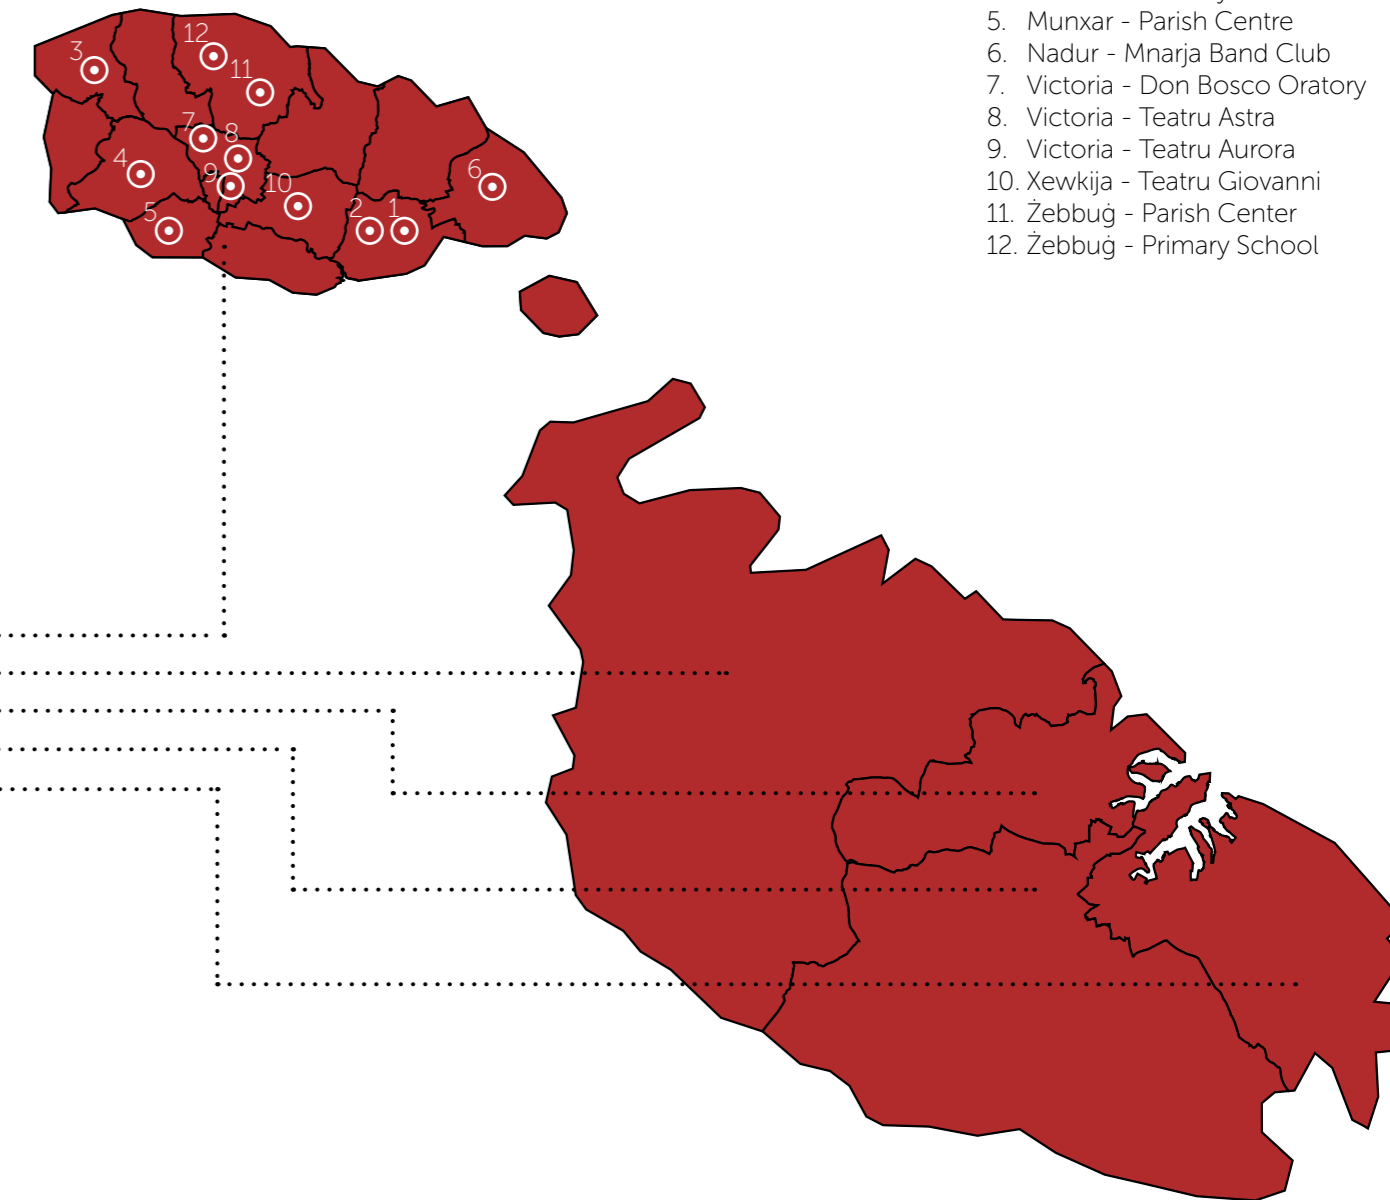 5. Munxar - Parish Centre
6. Nadur - Mnarja Band Club
7. Victoria - Don Bosco Oratory
8. Victoria - Teatru Astra
9. Victoria - Teatru Aurora
10. Xewkija - Teatru Giovanni
11. Żebbuġ - Parish Center
12. Żebbuġ - Primary School
12
3
11
7
8
4
9
10
6
5
2
1